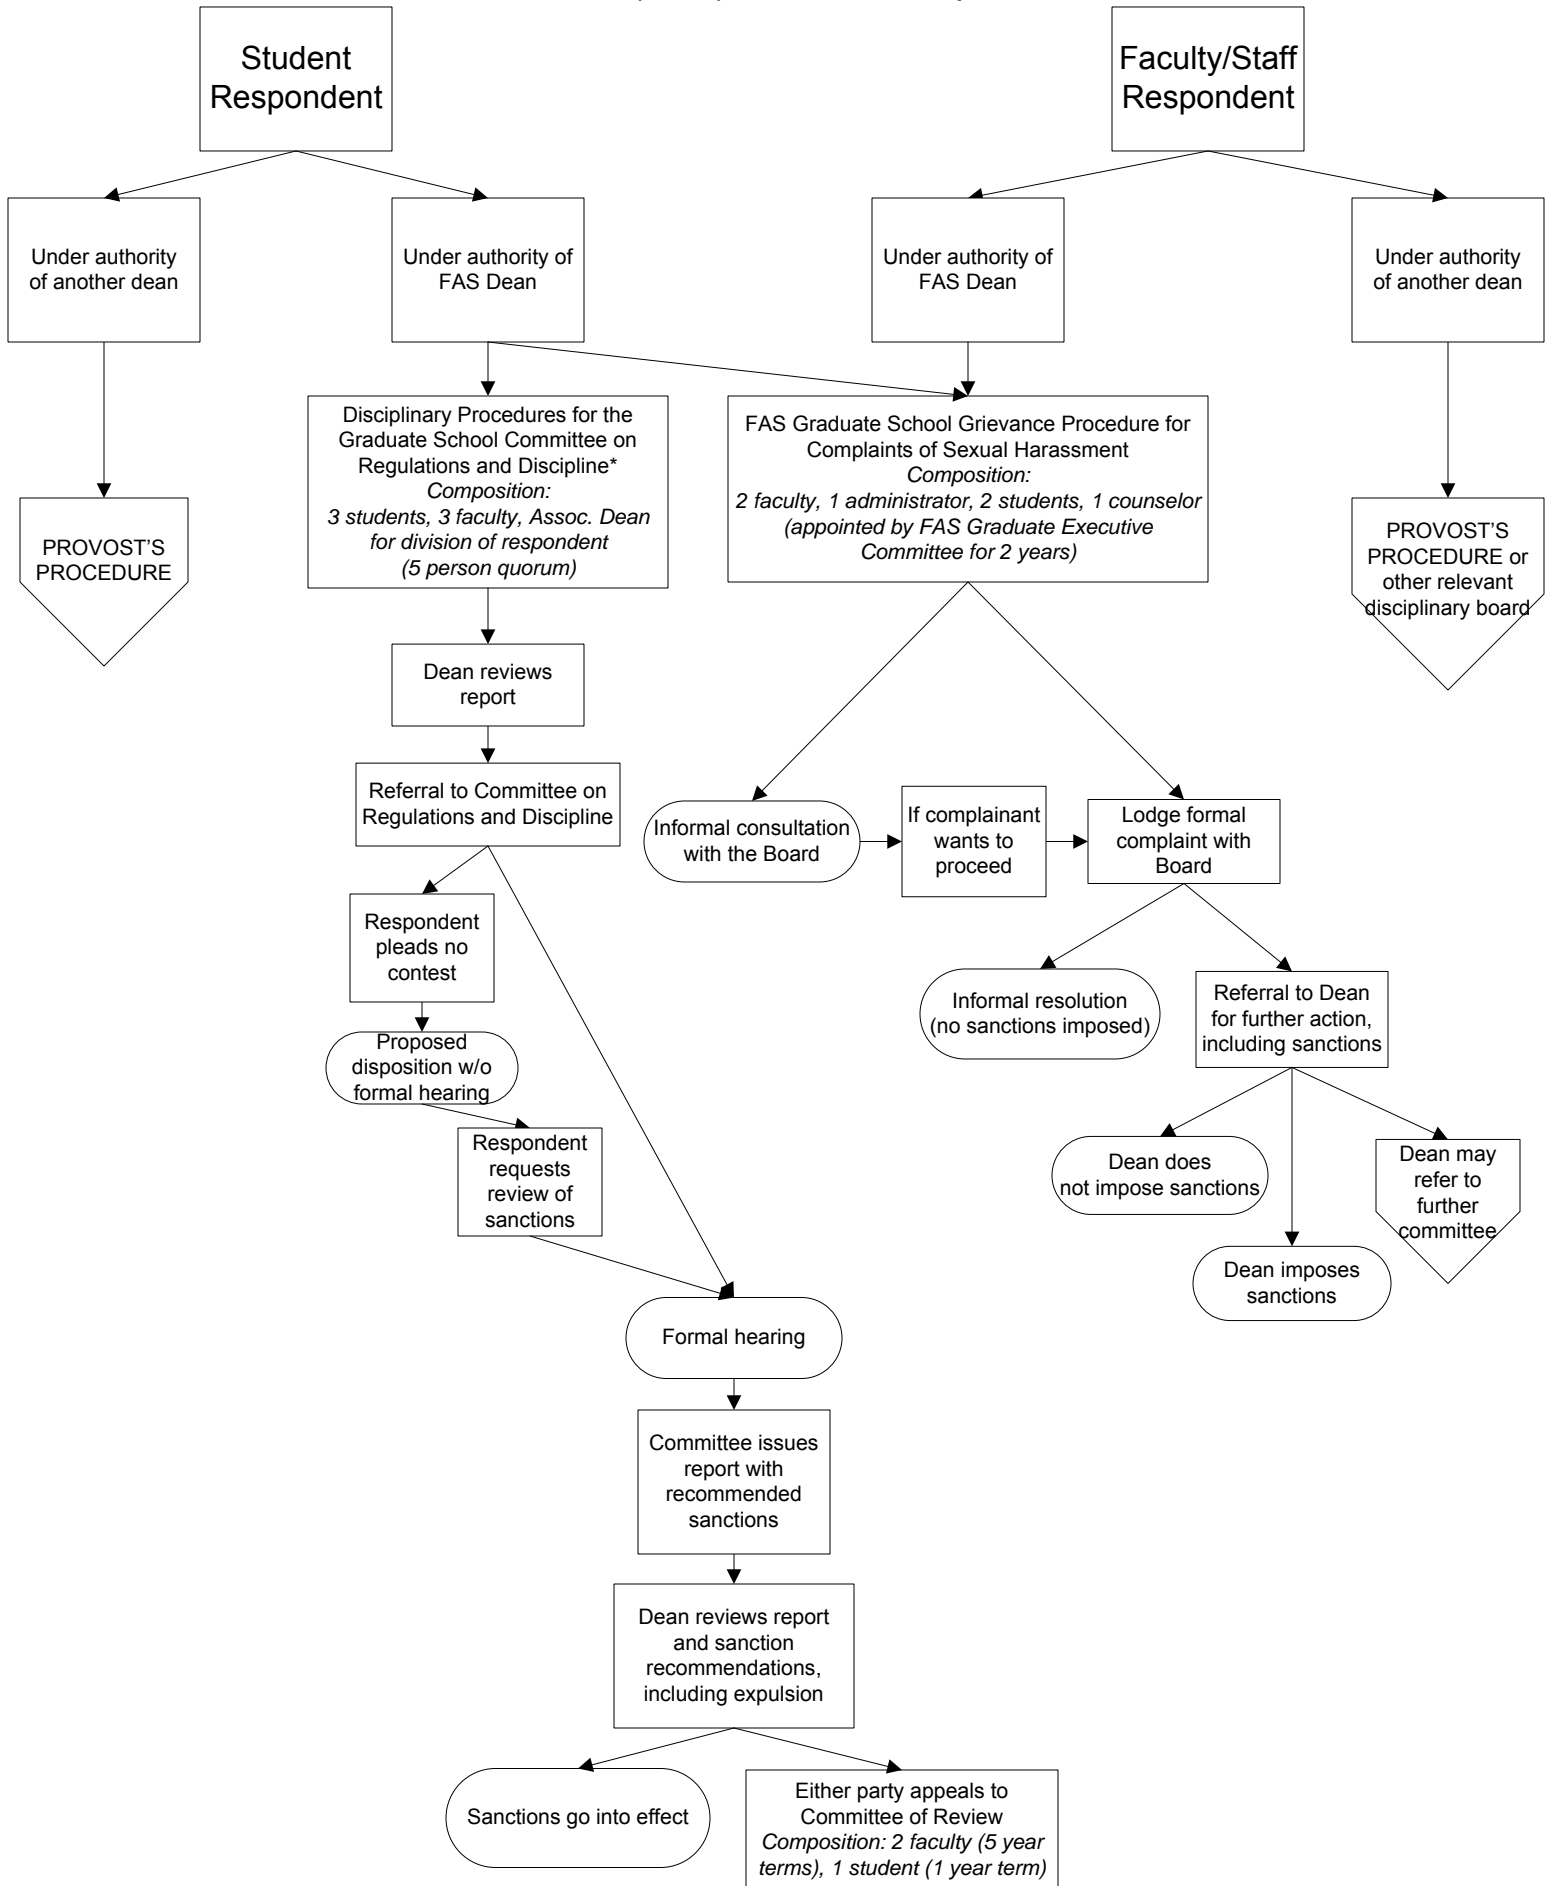 Student
Respondent
Faculty/Staff
Respondent
Under authority
of another dean
Under authority of
FAS Dean
Under authority of
FAS Dean
Under authority
of another dean
Disciplinary Procedures for the
Graduate School Committee on
Regulations and Discipline*
Composition:
3 students, 3 faculty, Assoc. Dean
for division of respondent
(5 person quorum)
FAS Graduate School Grievance Procedure for
Complaints of Sexual Harassment
Composition:
2 faculty, 1 administrator, 2 students, 1 counselor
(appointed by FAS Graduate Executive
Committee for 2 years)
PROVOST'S
PROCEDURE
PROVOST'S
PROCEDURE or
other relevant
disciplinary board
Dean reviews
report
Referral to Committee on
Regulations and Discipline
Informal consultation
with the Board
If complainant
wants to
proceed
Lodge formal
complaint with
Board
Respondent
pleads no
contest
Informal resolution
(no sanctions imposed)
Referral to Dean
for further action,
including sanctions
Proposed
disposition w/o
formal hearing
Respondent
requests
review of
sanctions
Dean does
not impose sanctions
Dean may
refer to
further
committee
Dean imposes
sanctions
Formal hearing
Committee issues
report with
recommended
sanctions
Dean reviews report
and sanction
recommendations,
including expulsion
Sanctions go into effect
Either party appeals to
Committee of Review
Composition: 2 faculty (5 year
terms), 1 student (1 year term)